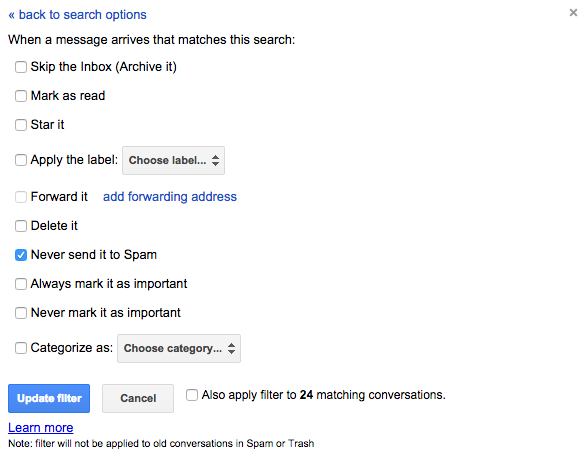 « back to search options
×
When a message arrives that matches this search:
Skip the Inbox (Archive it)
Mark as read
Star it
Apply the label: Choose label...
Forward it add forwarding address
Delete it
Never send it to Spam
Always mark it as important
Never mark it as important
Categorize as: Choose category...
Update filter Cancel Also apply filter to 24 matching conversations.
Learn more
Note: filter will not be applied to old conversations in Spam or Trash